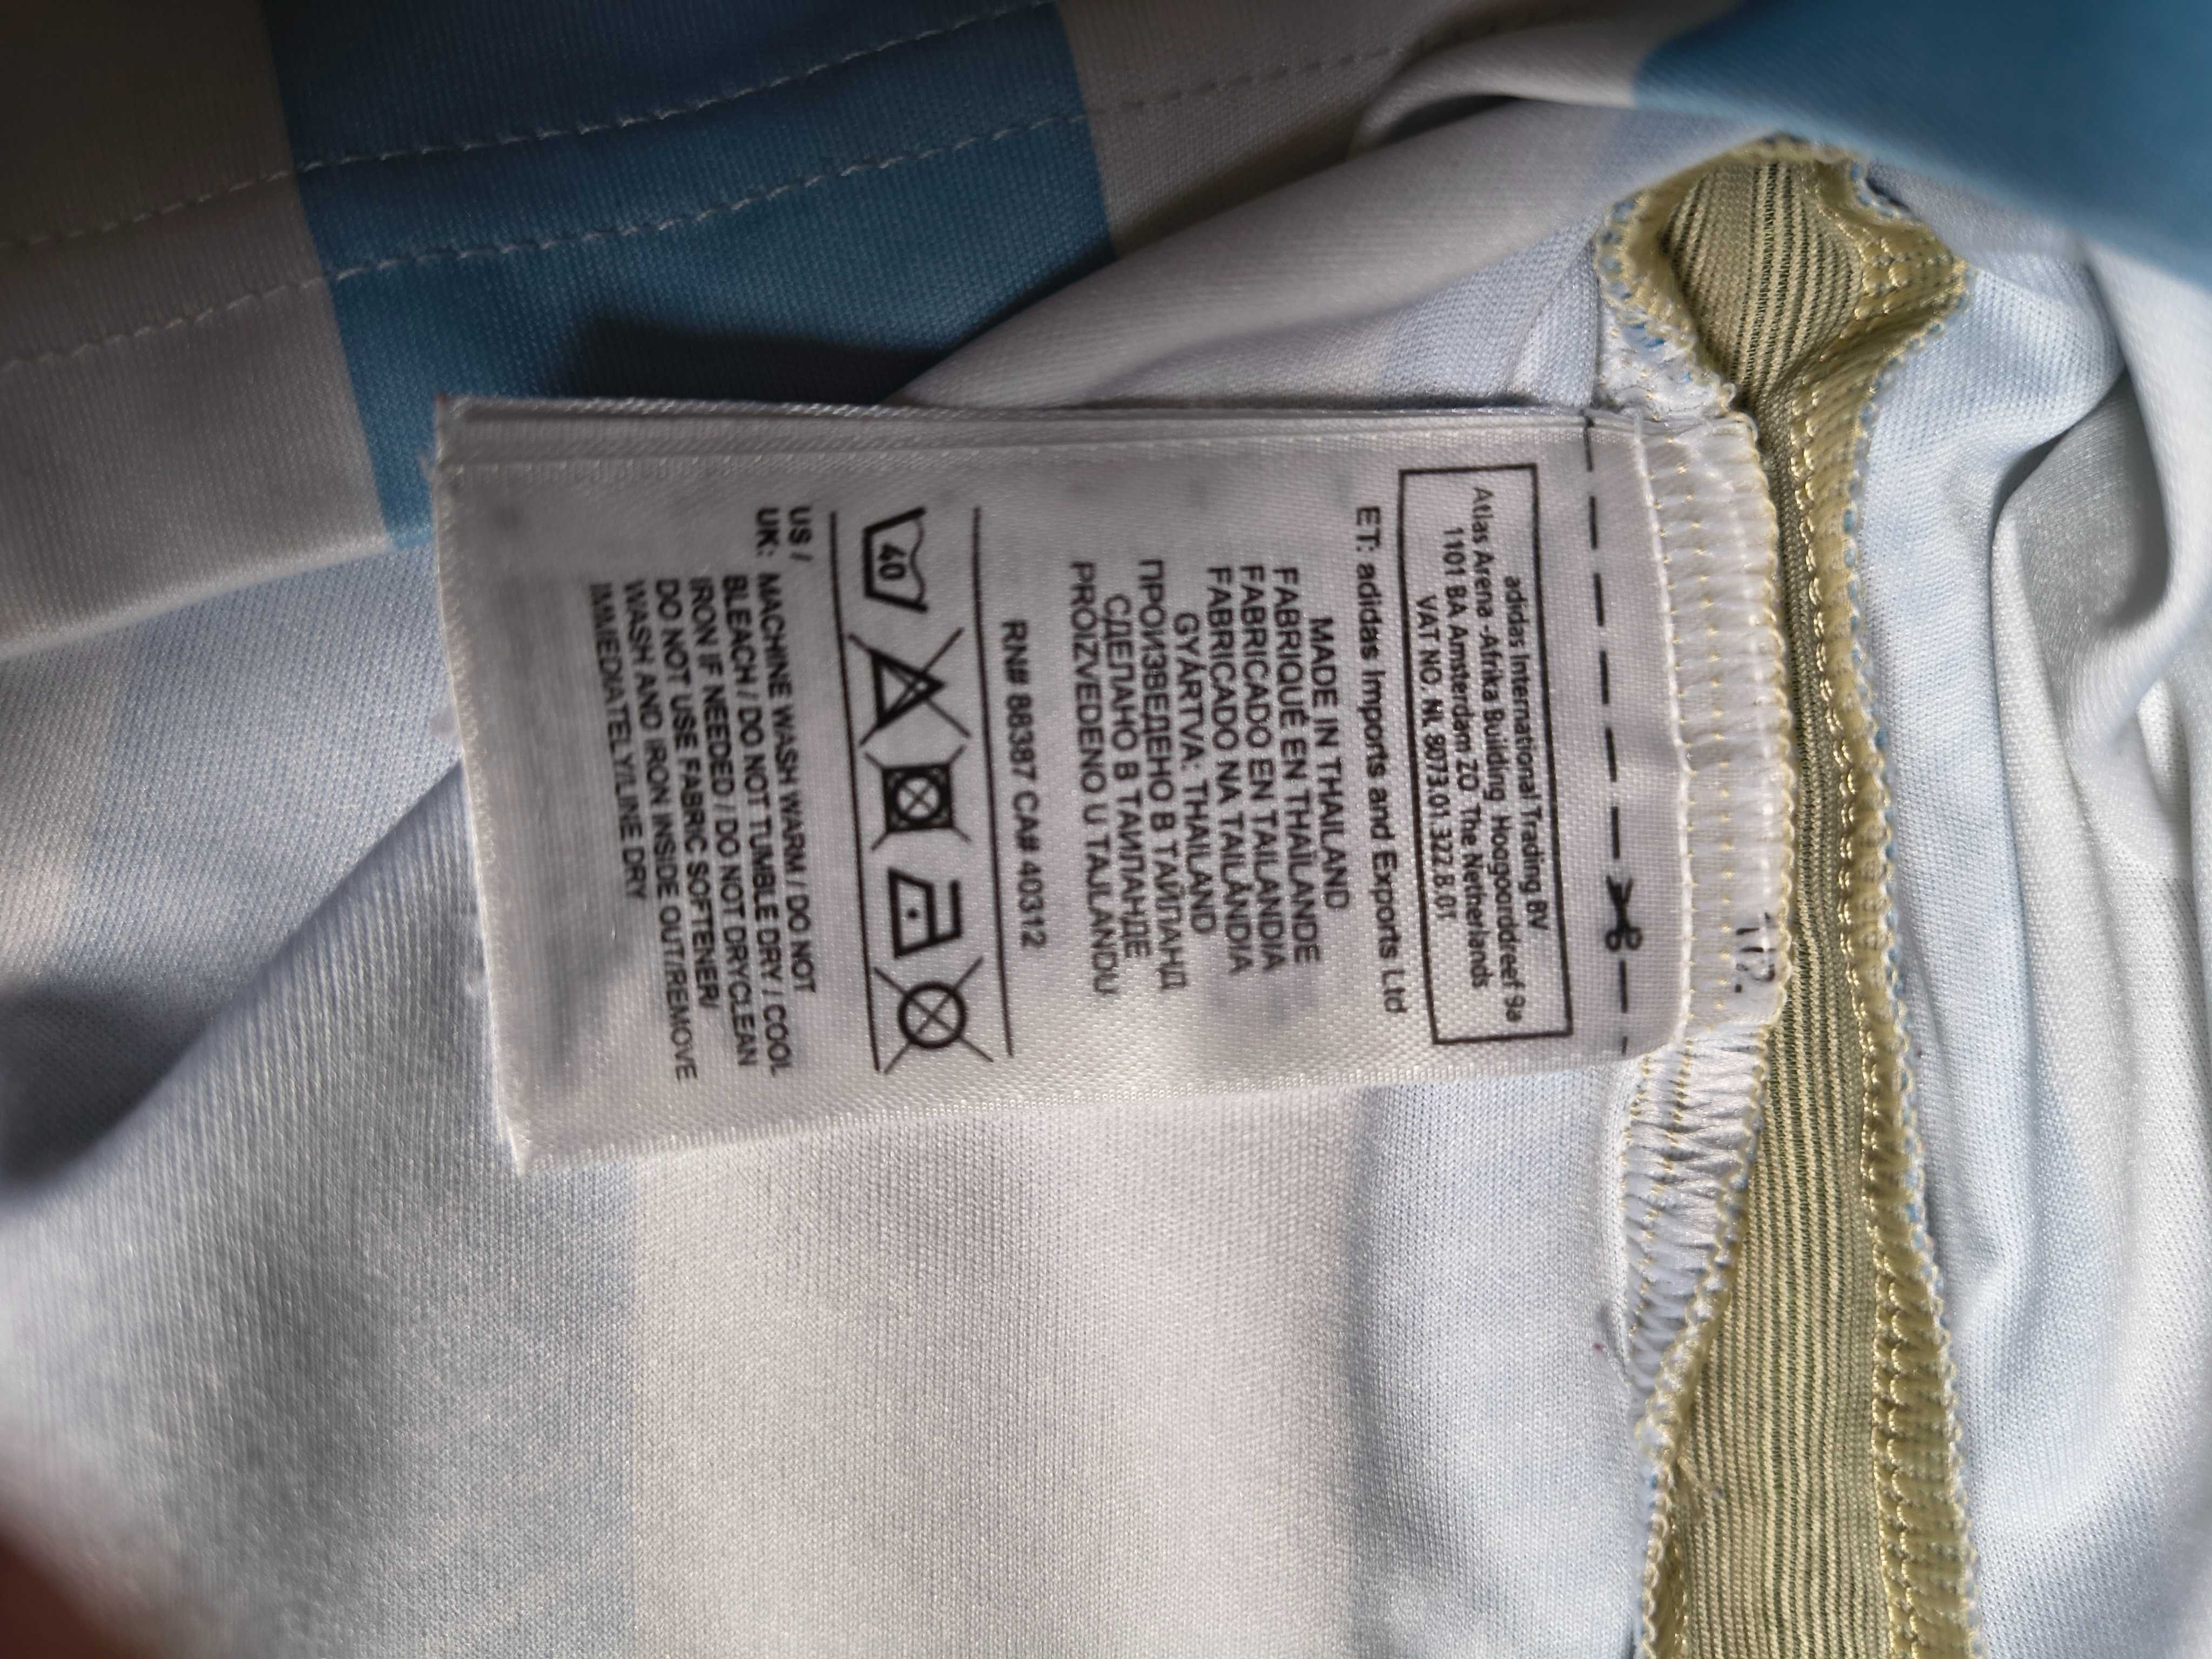 102.
adidas International Trading BV
Atlas Arena -Afrika Building Hoogoorddreef 9a
1101 BA Amsterdam ZO The Netherlands
VAT NO. NL 8073.01.322.B.01
ET: adidas Imports and Exports Ltd
MADE IN THAILAND
FABRIQUÉ EN THAÏLANDE
FABRICADO EN TAILANDIA
FABRICADO NA TAILÂNDIA
GYÁRTVA: THAILAND
ПРОИЗВЕДЕНО В ТАЙЛАНД
СДЕЛАНО В ТАИЛАНДЕ
PROIZVEDENO U TAJLANDU
RN# 88387 CA# 40312
40
US /
UK: MACHINE WASH WARM / DO NOT
BLEACH / DO NOT TUMBLE DRY / COOL
IRON IF NEEDED / DO NOT DRYCLEAN
DO NOT USE FABRIC SOFTENER/
WASH AND IRON INSIDE OUT/REMOVE
IMMEDIATELY/LINE DRY